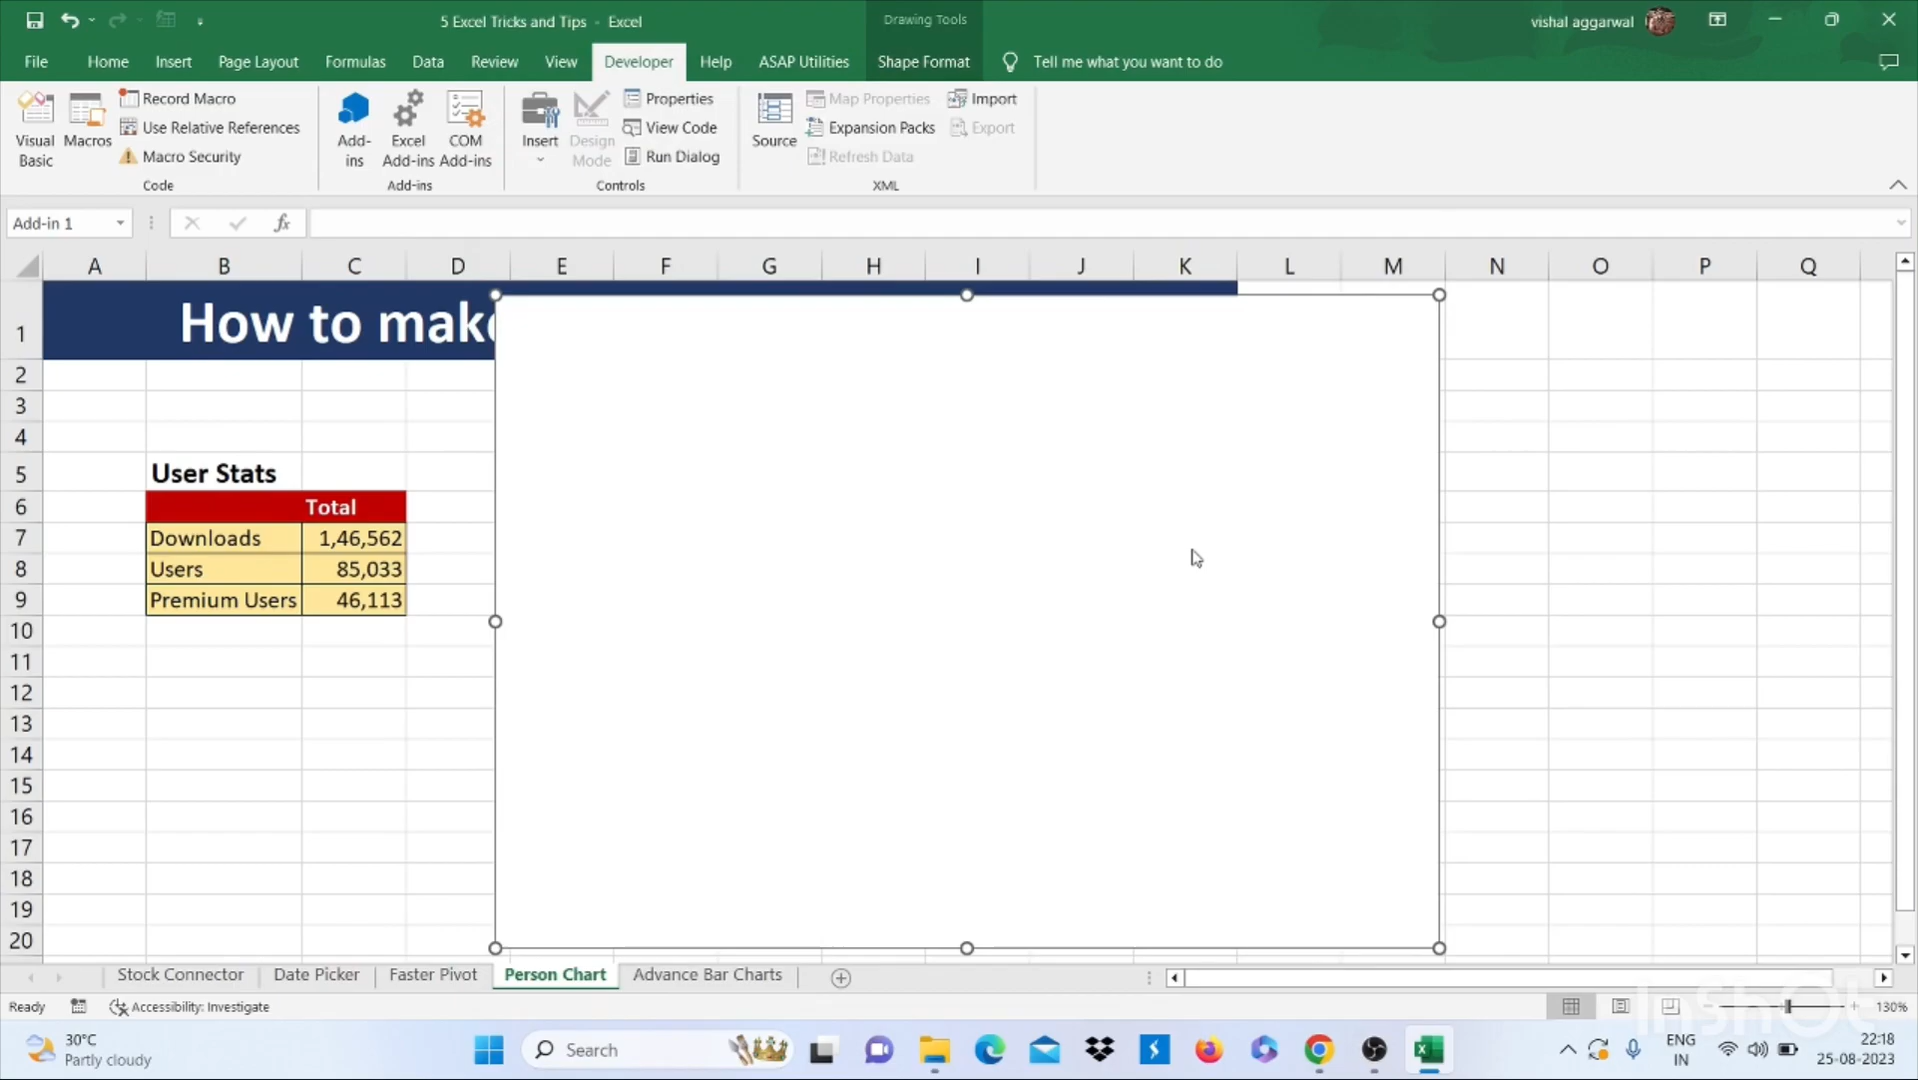 5 Excel Tricks and Tips - Excel
Drawing Tools
vishal aggarwal
File Home Insert Page Layout Formulas Data Review View Developer Help ASAP Utilities Shape Format Tell me what you want to do
Visual Basic
Macros
Record Macro
Use Relative References
Macro Security
Code
Add-ins
Excel Add-ins
COM Add-ins
Add-ins
Insert
Design Mode
Properties
View Code
Run Dialog
Controls
Source
Map Properties
Expansion Packs
Refresh Data
Import
Export
XML
Add-in 1
fx
A B C D E F G H I J K L M N O P Q
1 How to make
2
3
4
5 User Stats
6 Total
7 Downloads 1,46,562
8 Users 85,033
9 Premium Users 46,113
10
11
12
13
14
15
16
17
18
19
20
Stock Connector Date Picker Faster Pivot Person Chart Advance Bar Charts
Ready Accessibility: Investigate 130%
InShOt
30°C
Partly cloudy
Search
ENG
IN
22:18
25-08-2023